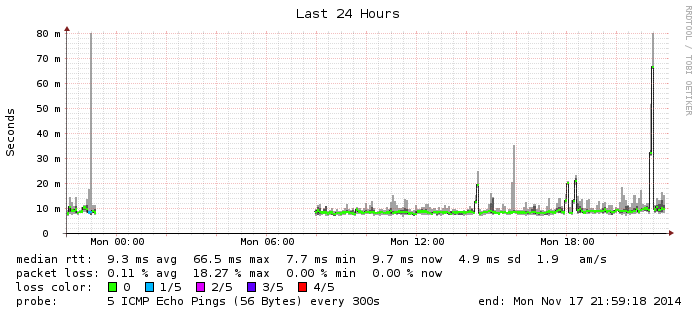 Last 24 Hours
RRDTOOL / TOBI OETIKER
Seconds
80 m
70 m
60 m
50 m
40 m
30 m
20 m
10 m
0
Mon 00:00 Mon 06:00 Mon 12:00 Mon 18:00
median rtt: 9.3 ms avg 66.5 ms max 7.7 ms min 9.7 ms now 4.9 ms sd 1.9 am/s
packet loss: 0.11 % avg 18.27 % max 0.00 % min 0.00 % now
loss color: 0 1/5 2/5 3/5 4/5
probe: 5 ICMP Echo Pings (56 Bytes) every 300s end: Mon Nov 17 21:59:18 2014